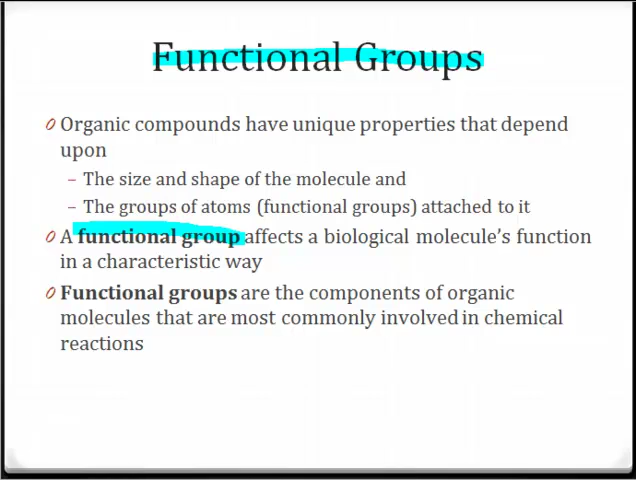 Functional Groups
Organic compounds have unique properties that depend
upon
– The size and shape of the molecule and
– The groups of atoms (functional groups) attached to it
A functional group affects a biological molecule's function
in a characteristic way
Functional groups are the components of organic
molecules that are most commonly involved in chemical
reactions